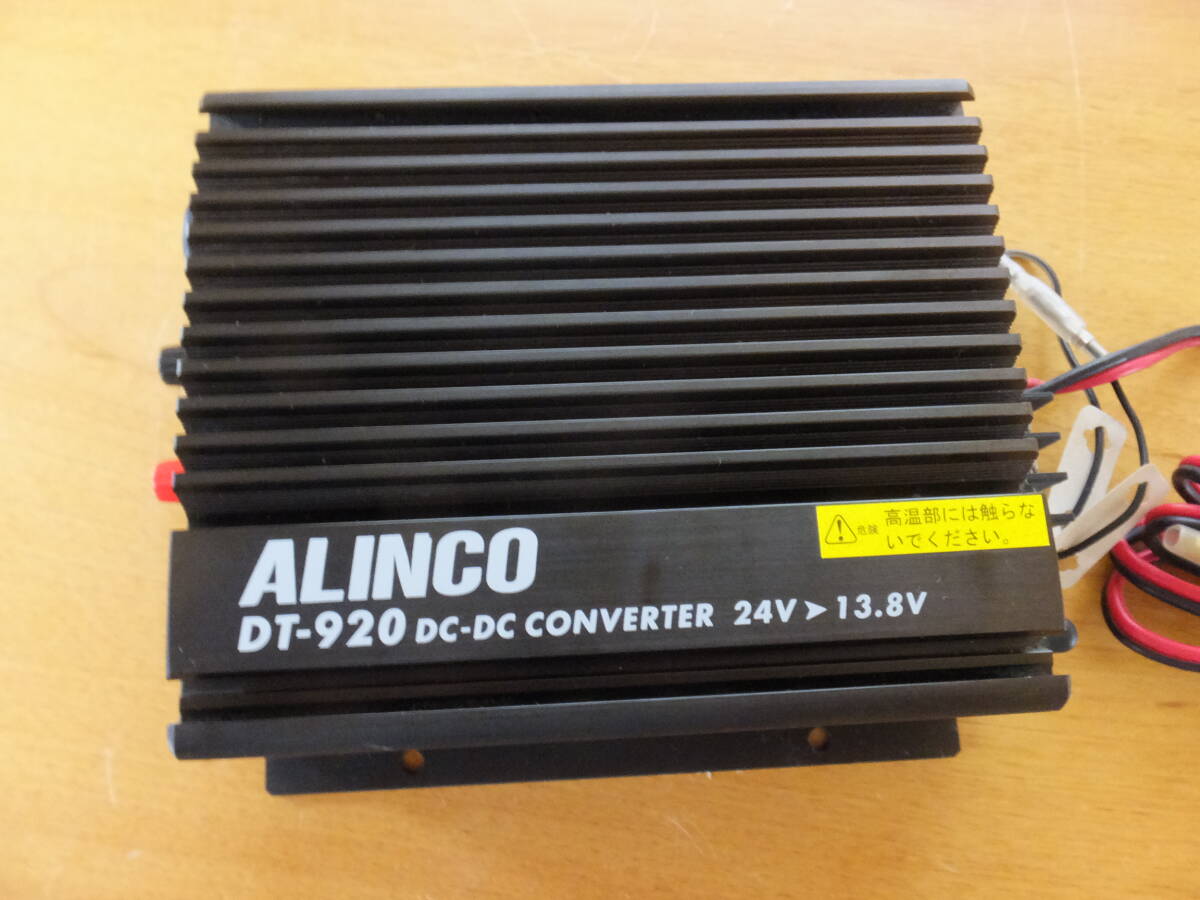 危険 高温部には触らな
いでください。
ALINCO
DT-920 DC-DC CONVERTER 24V ➤ 13.8V